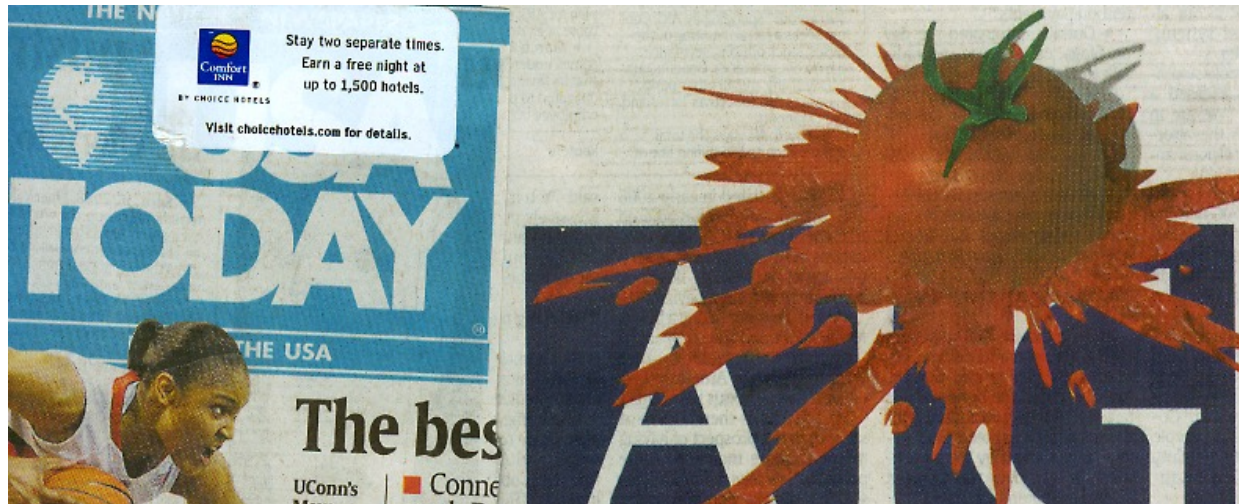 THE N
Comfort
INN
BY CHOICE HOTELS
Stay two separate times.
Earn a free night at
up to 1,500 hotels.
Visit choicehotels.com for details.
USA
TODAY
THE USA
The bes
UConn's
Conne
AIG